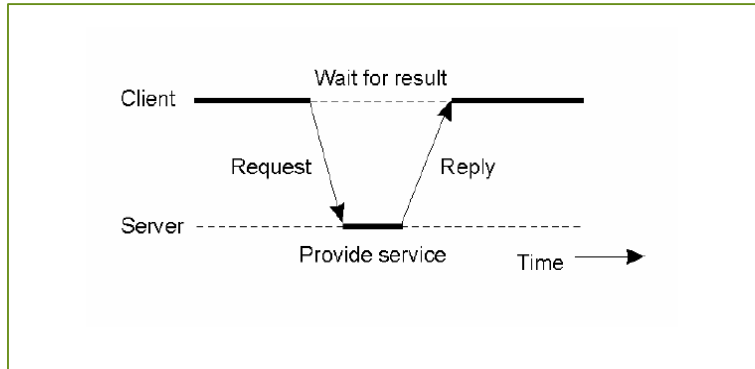 Wait for result
Client
Request
Reply
Server
Provide service
Time